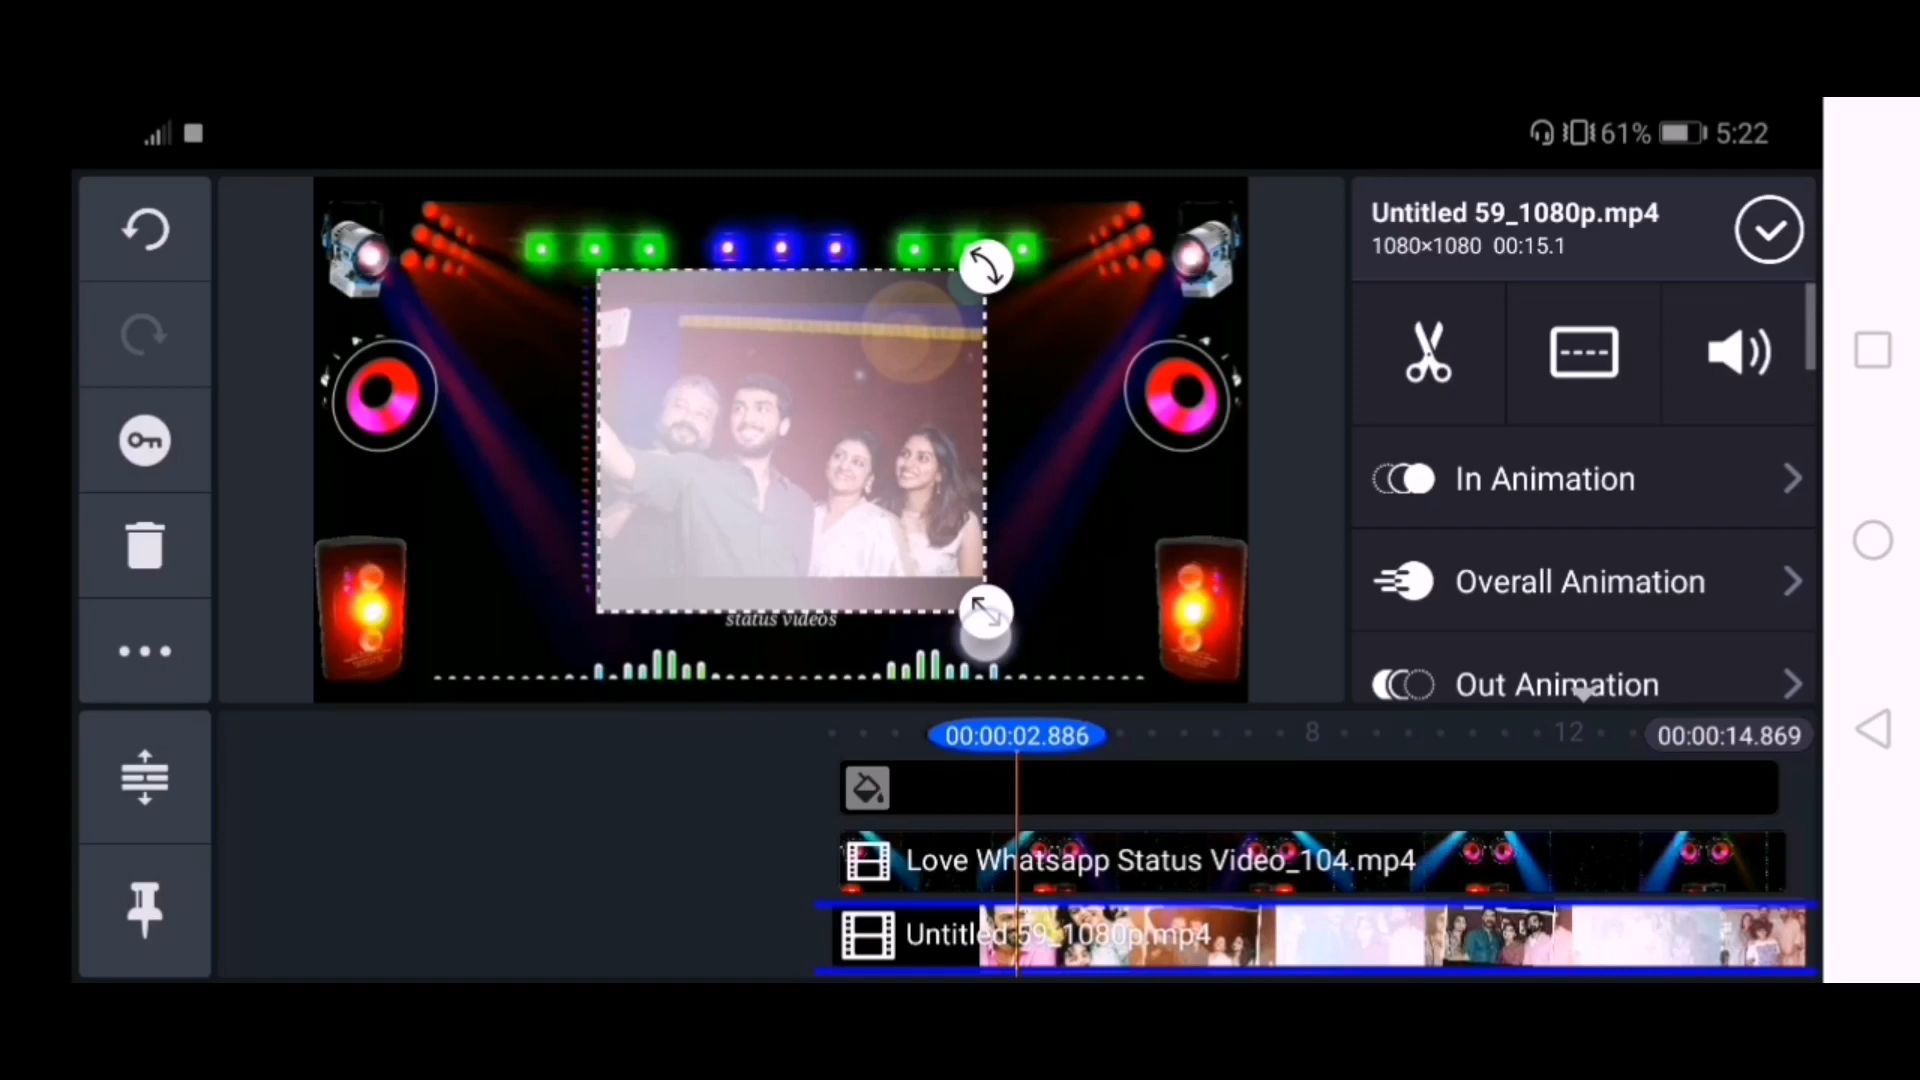 61% 5:22
Untitled 59_1080p.mp4
1080×1080 00:15.1
In Animation
Overall Animation
Out Animation
status videos
00:00:02.886
8
12
00:00:14.869
Love Whatsapp Status Video_104.mp4
Untitled 59_1080p.mp4